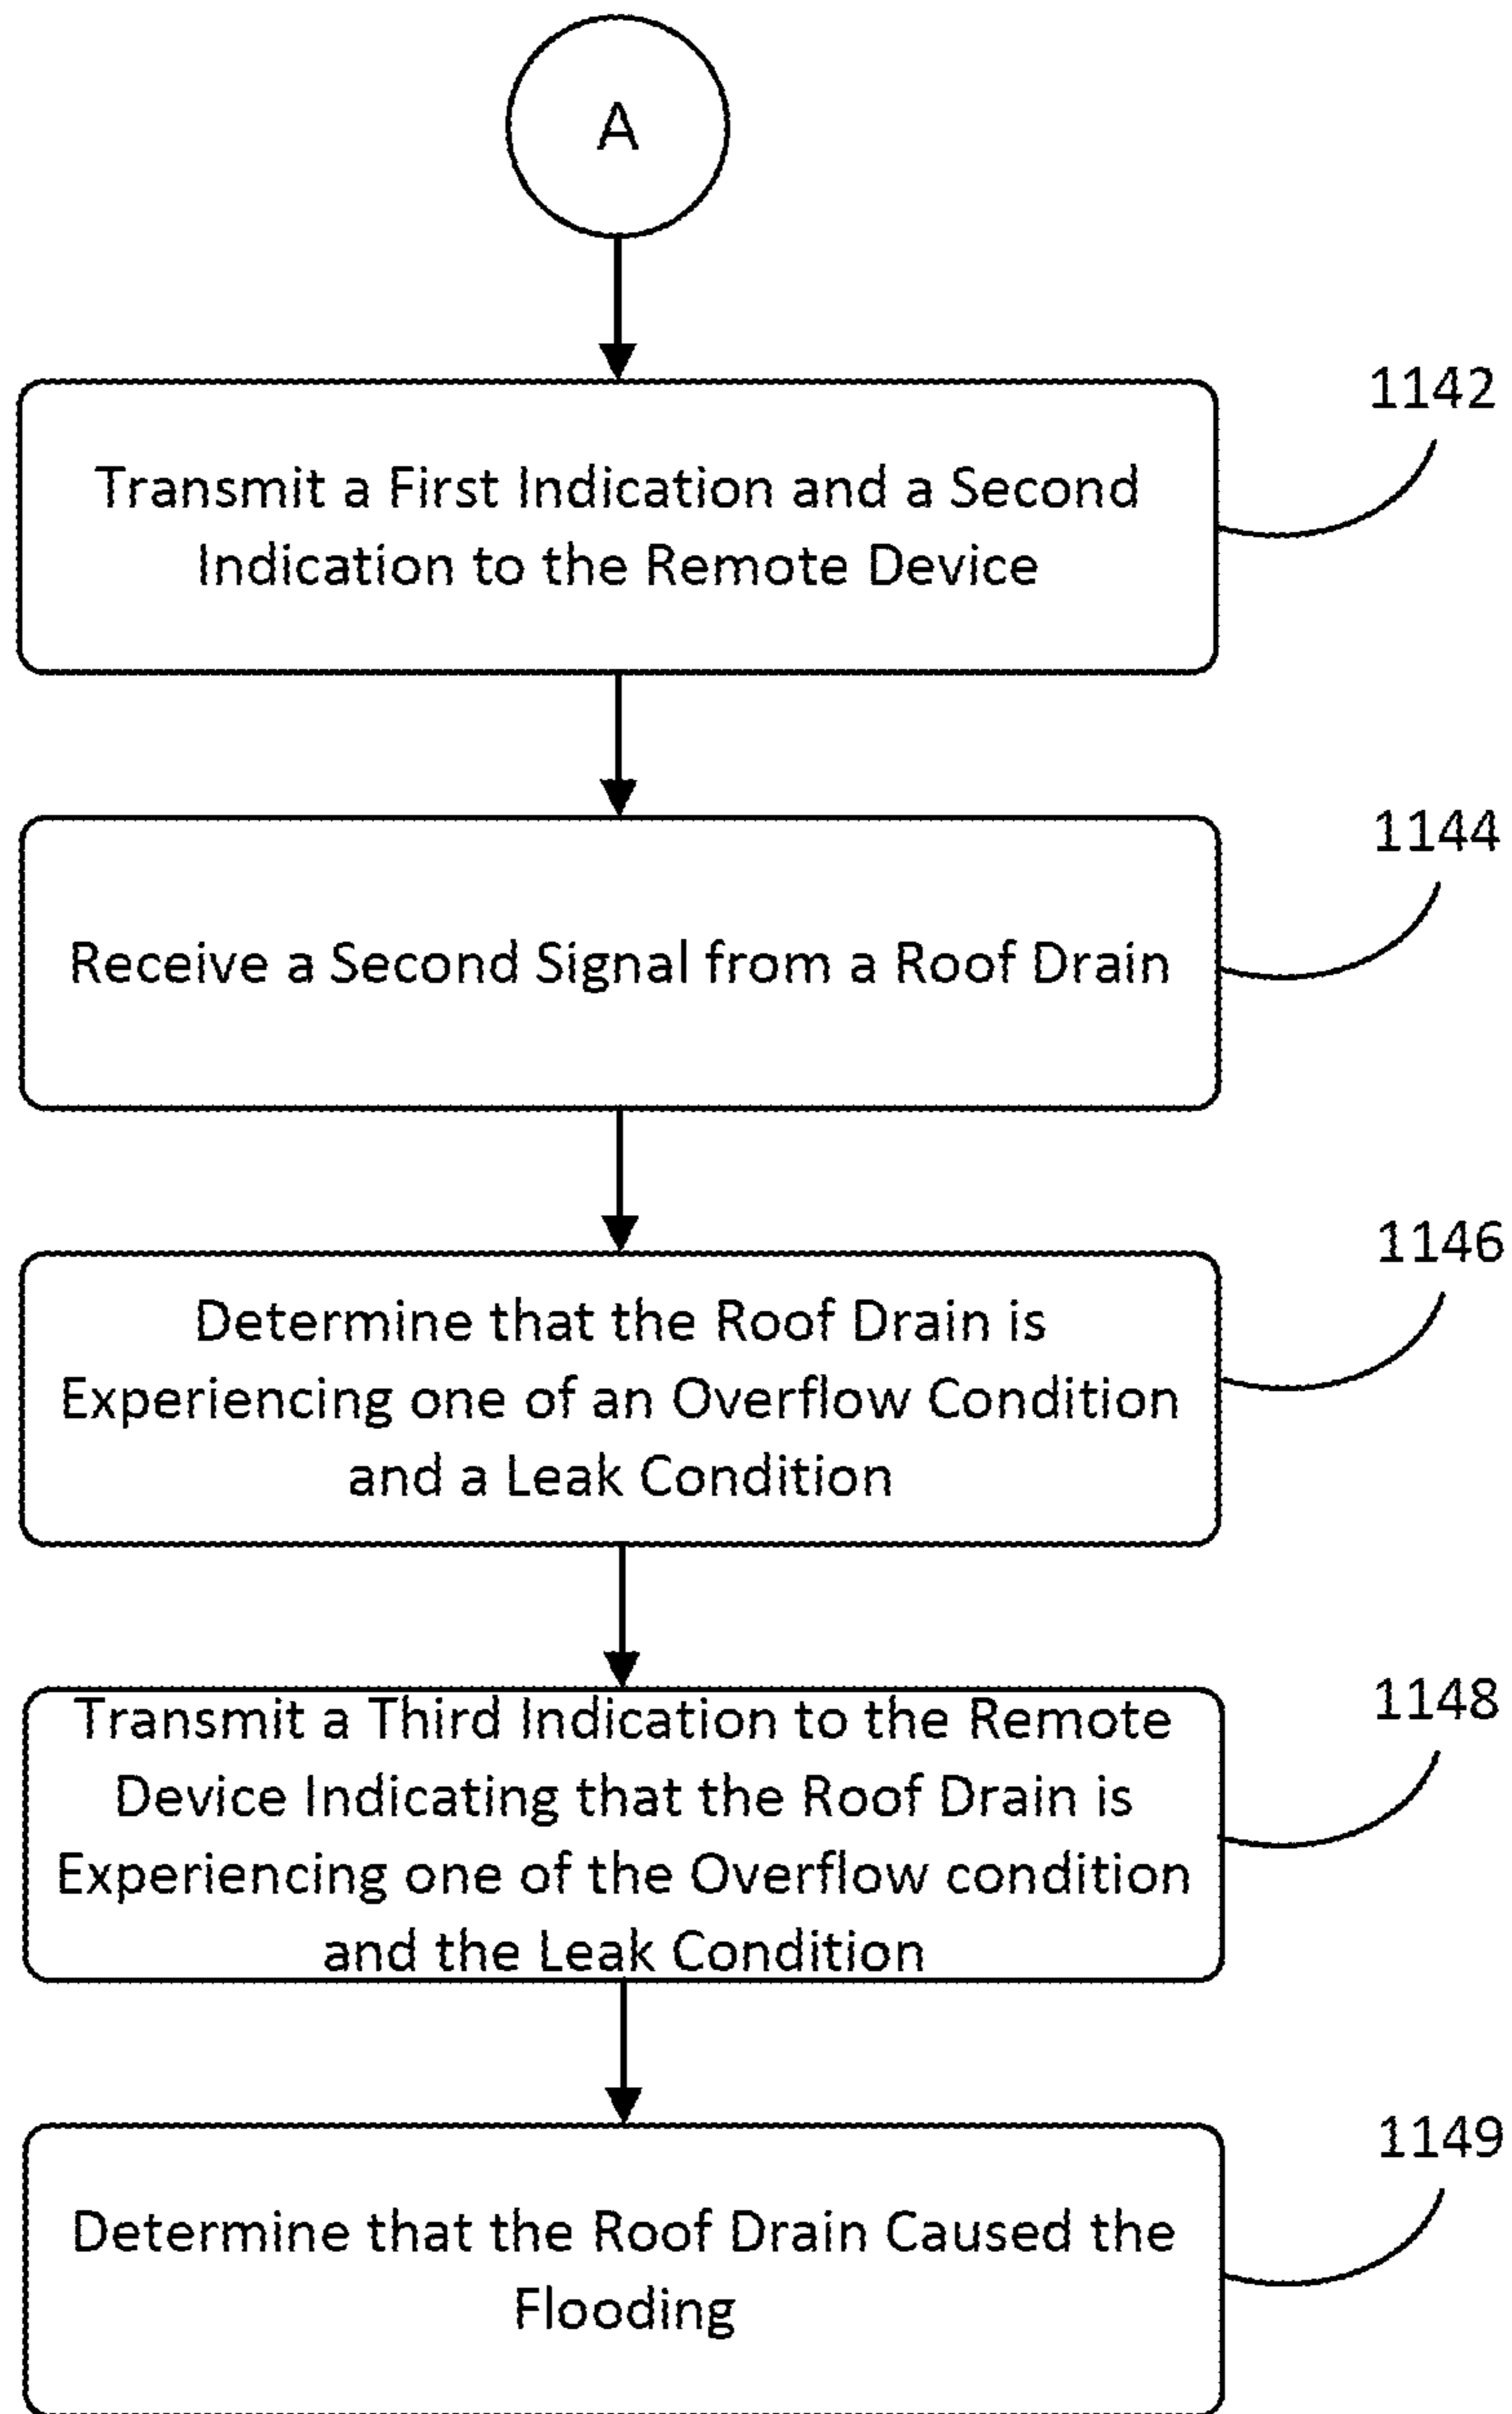 A
1142
Transmit a First Indication and a Second
Indication to the Remote Device
1144
Receive a Second Signal from a Roof Drain
1146
Determine that the Roof Drain is
Experiencing one of an Overflow Condition
and a Leak Condition
1148
Transmit a Third Indication to the Remote
Device Indicating that the Roof Drain is
Experiencing one of the Overflow condition
and the Leak Condition
1149
Determine that the Roof Drain Caused the
Flooding